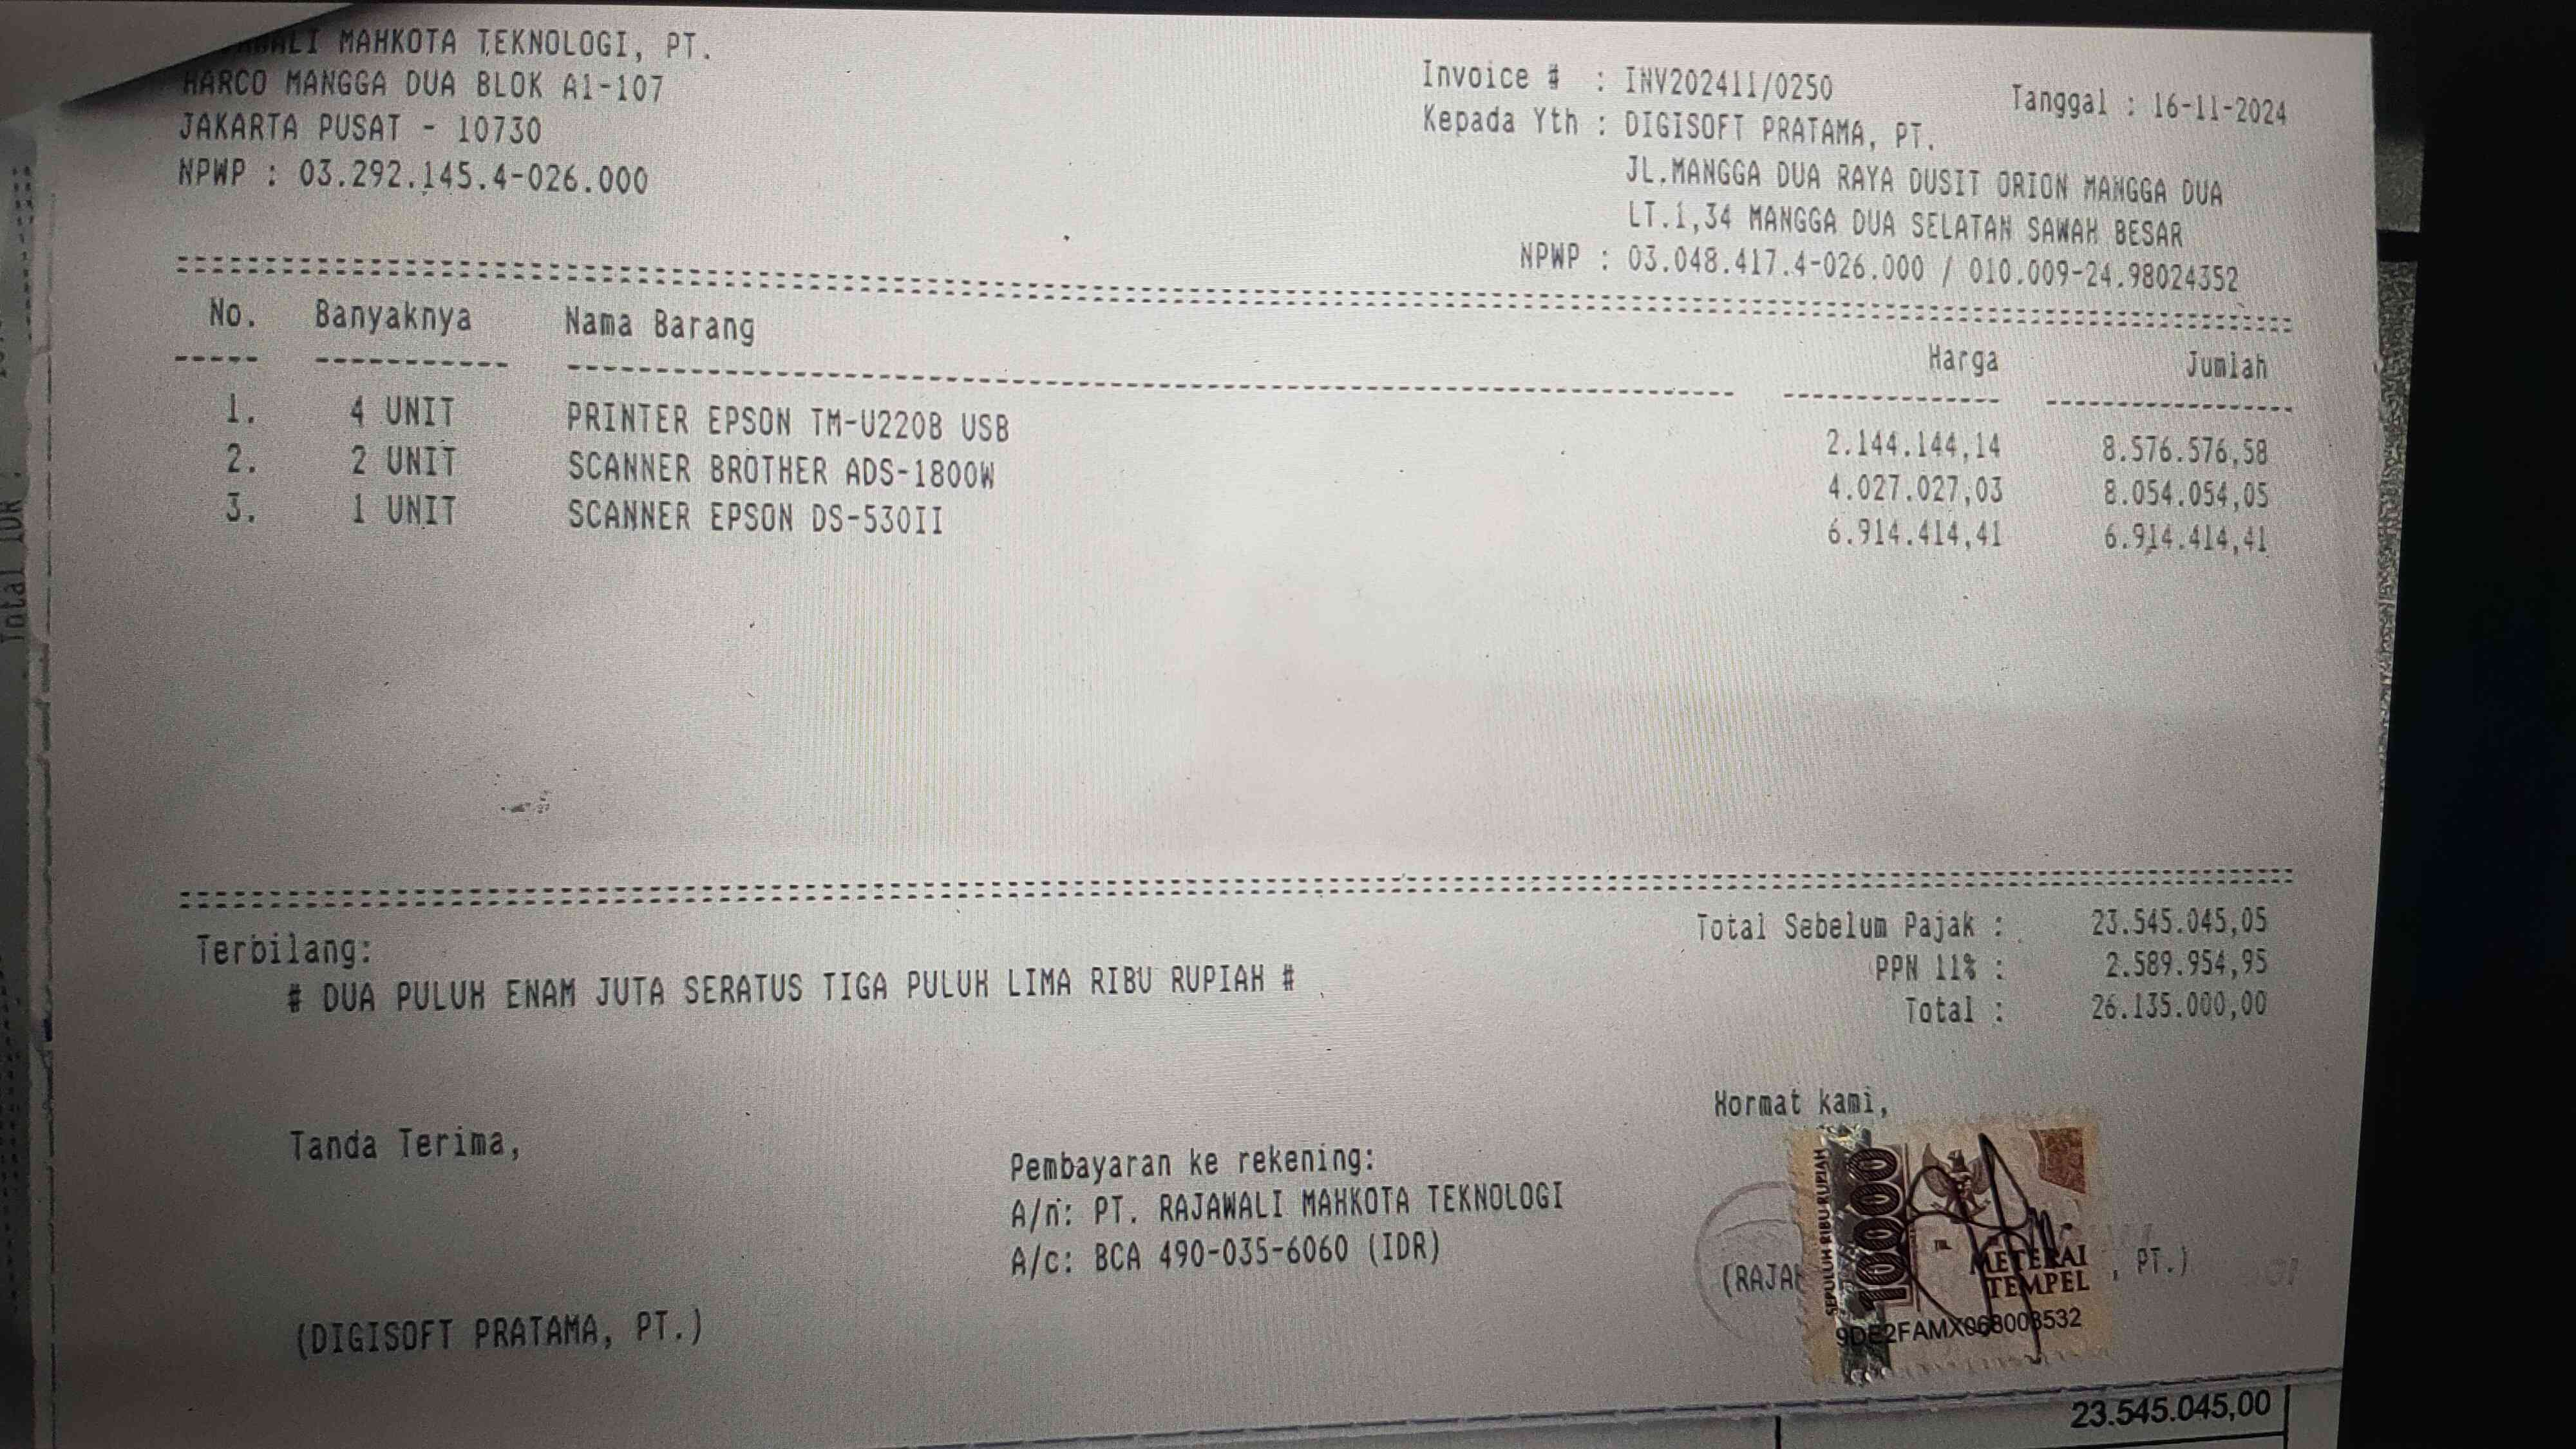 MAHKOTA TEKNOLOGI, PT.
HARCO MANGGA DUA BLOK A1-107
JAKARTA PUSAT - 10730
NPWP : 03.292.145.4-026.000
Invoice # : INV202411/0250
Tanggal : 16-11-2024
Kepada Yth : DIGISOFT PRATAMA, PT.
JL.MANGGA DUA RAYA DUSIT ORION MANGGA DUA
LT.1,34 MANGGA DUA SELATAN SAWAH BESAR
NPWP : 03.048.417.4-026.000 / 010.009-24.98024352
No. Banyaknya Nama Barang Harga Jumlah
1. 4 UNIT PRINTER EPSON TM-U220B USB 2.144.144,14 8.576.576,58
2. 2 UNIT SCANNER BROTHER ADS-1800W 4.027.027,03 8.054.054,05
3. 1 UNIT SCANNER EPSON DS-530II 6.914.414,41 6.914.414,41
Total Sebelum Pajak : 23.545.045,05
PPN 11% : 2.589.954,95
Total : 26.135.000,00
Terbilang:
# DUA PULUH ENAM JUTA SERATUS TIGA PULUH LIMA RIBU RUPIAH #
Tanda Terima,
(DIGISOFT PRATAMA, PT.)
Pembayaran ke rekening:
A/n: PT. RAJAWALI MAHKOTA TEKNOLOGI
A/c: BCA 490-035-6060 (IDR)
Hormat kami,
SEPULUH RIBU RUPIAH
10000
METERAI
TEMPEL
, PT.)
23.545.045,00
Total IDR :